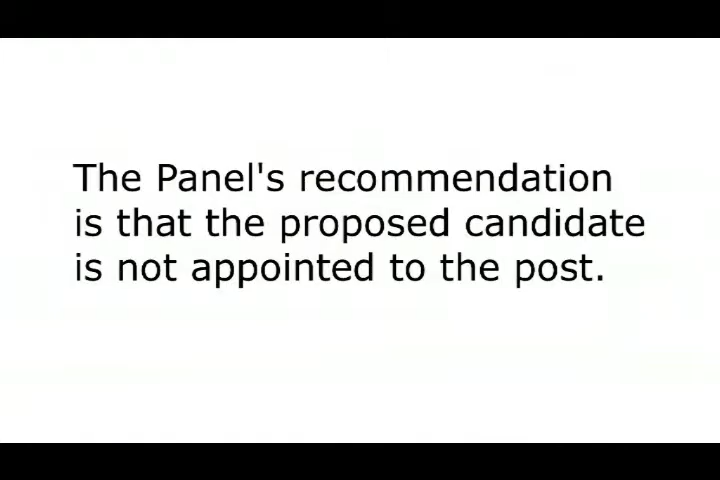 The Panel's recommendation
is that the proposed candidate
is not appointed to the post.